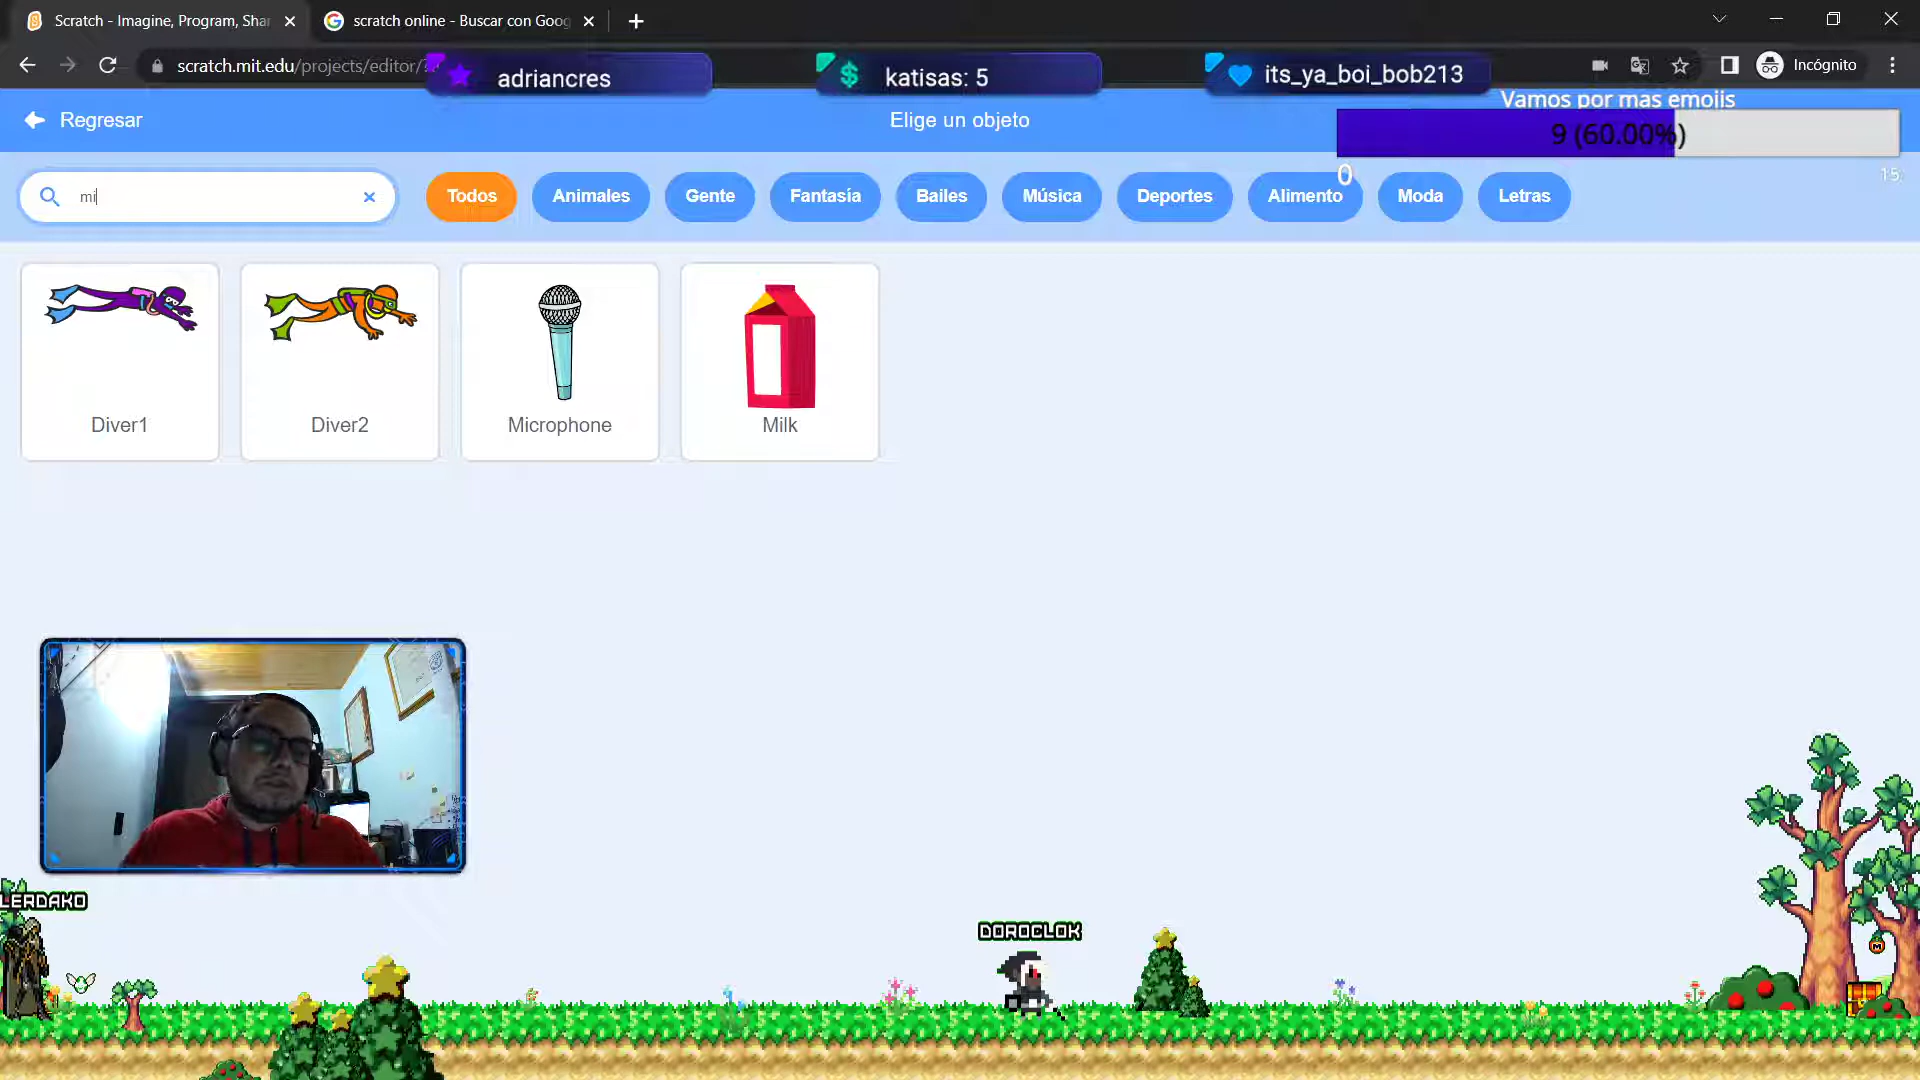 Scratch - Imagine, Program, Sha
scratch online - Buscar con Goog
scratch.mit.edu/projects/editor/?
Incógnito
adriancres
$ katisas: 5
its_ya_boi_bob213
Regresar
Elige un objeto
Vamos por mas emojis
9 (60.00%)
0
15
mi
Todos
Animales
Gente
Fantasía
Bailes
Música
Deportes
Alimento
Moda
Letras
Diver1
Diver2
Microphone
Milk
LERDAKO
DOROCLOK
M